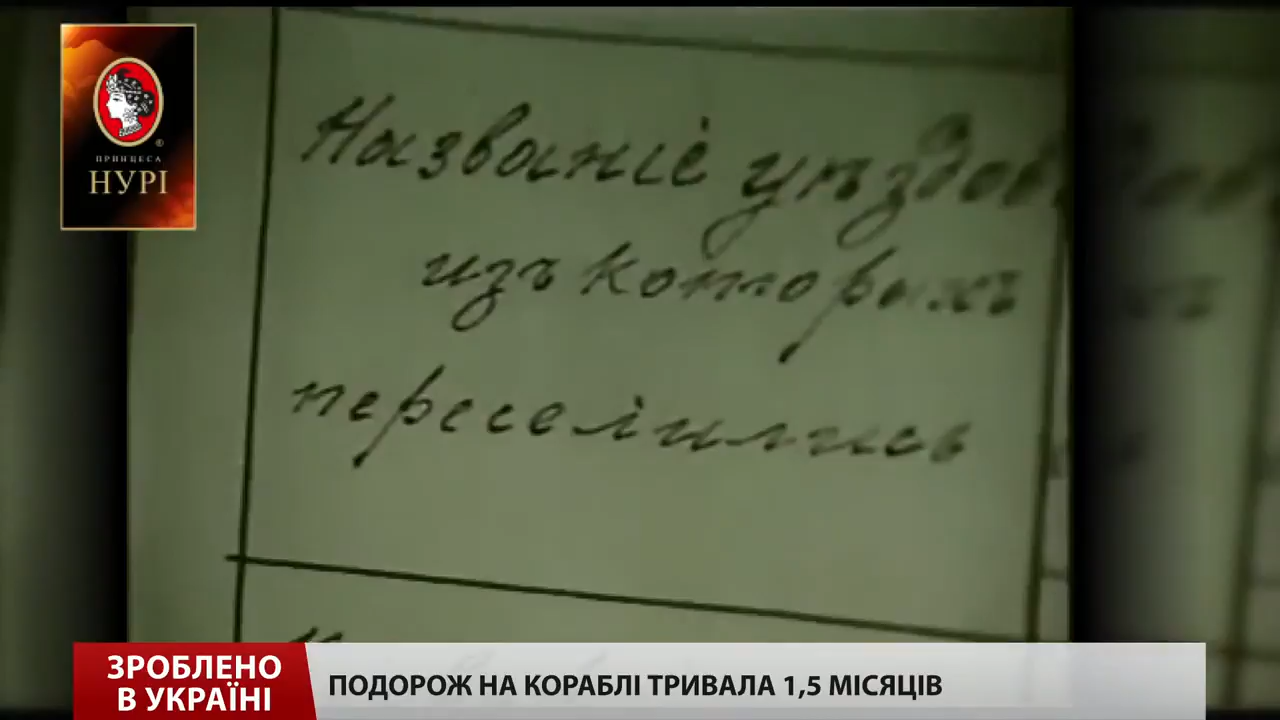 ПРИНЦЕСА
НУРІ
Названіе уѣздовъ
изъ которыхъ
переселились
ЗРОБЛЕНО
В УКРАЇНІ
ПОДОРОЖ НА КОРАБЛІ ТРИВАЛА 1,5 МІСЯЦІВ